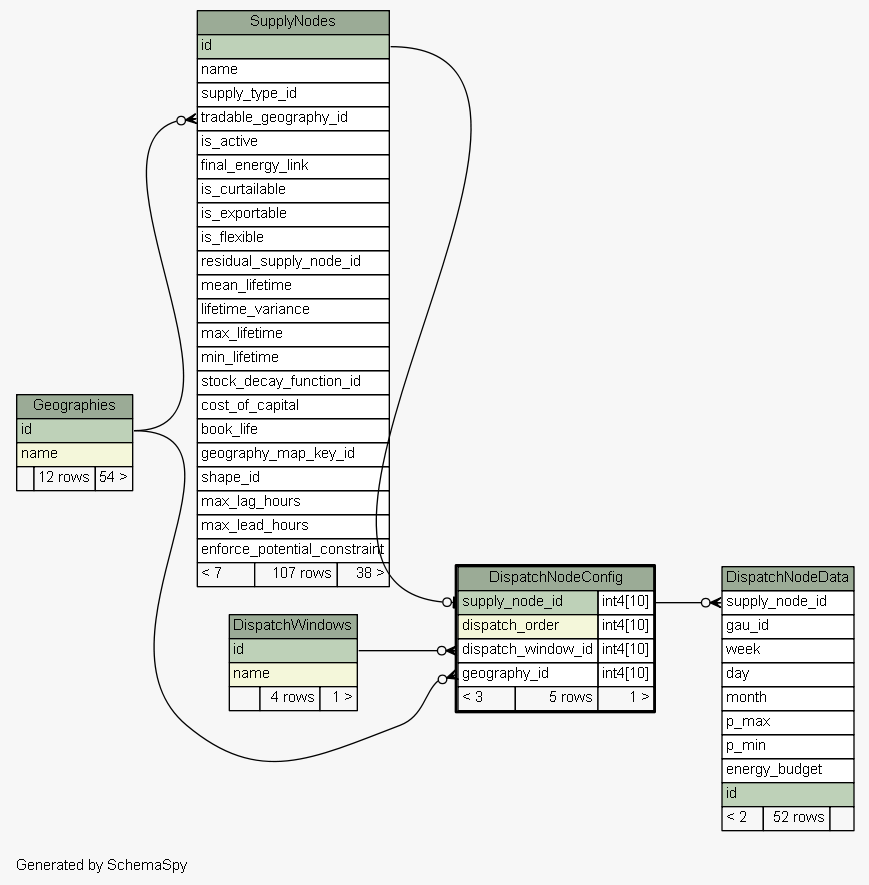 SupplyNodes
id
name
supply_type_id
tradable_geography_id
is_active
final_energy_link
is_curtailable
is_exportable
is_flexible
residual_supply_node_id
mean_lifetime
lifetime_variance
max_lifetime
min_lifetime
stock_decay_function_id
cost_of_capital
book_life
geography_map_key_id
shape_id
max_lag_hours
max_lead_hours
enforce_potential_constraint
< 7 107 rows 38 >
Geographies
id
name
12 rows 54 >
DispatchWindows
id
name
4 rows 1 >
DispatchNodeConfig
supply_node_id int4[10]
dispatch_order int4[10]
dispatch_window_id int4[10]
geography_id int4[10]
< 3 5 rows 1 >
DispatchNodeData
supply_node_id
gau_id
week
day
month
p_max
p_min
energy_budget
id
< 2 52 rows
Generated by SchemaSpy